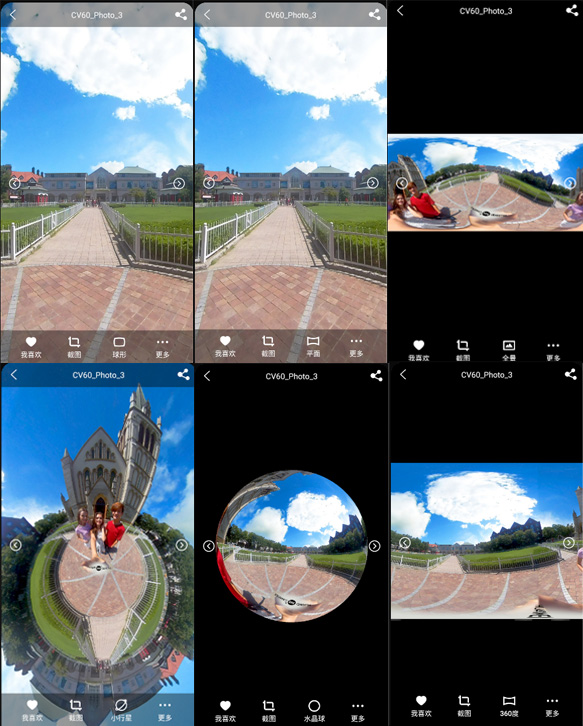 CV60_Photo_3
CV60_Photo_3
CV60_Photo_3
我喜欢 截图 球形 更多
我喜欢 截图 平面 更多
我喜欢 截图 全景 更多
CV60_Photo_3
CV60_Photo_3
CV60_Photo_3
我喜欢 截图 小行星 更多
我喜欢 截图 水晶球 更多
我喜欢 截图 360度 更多